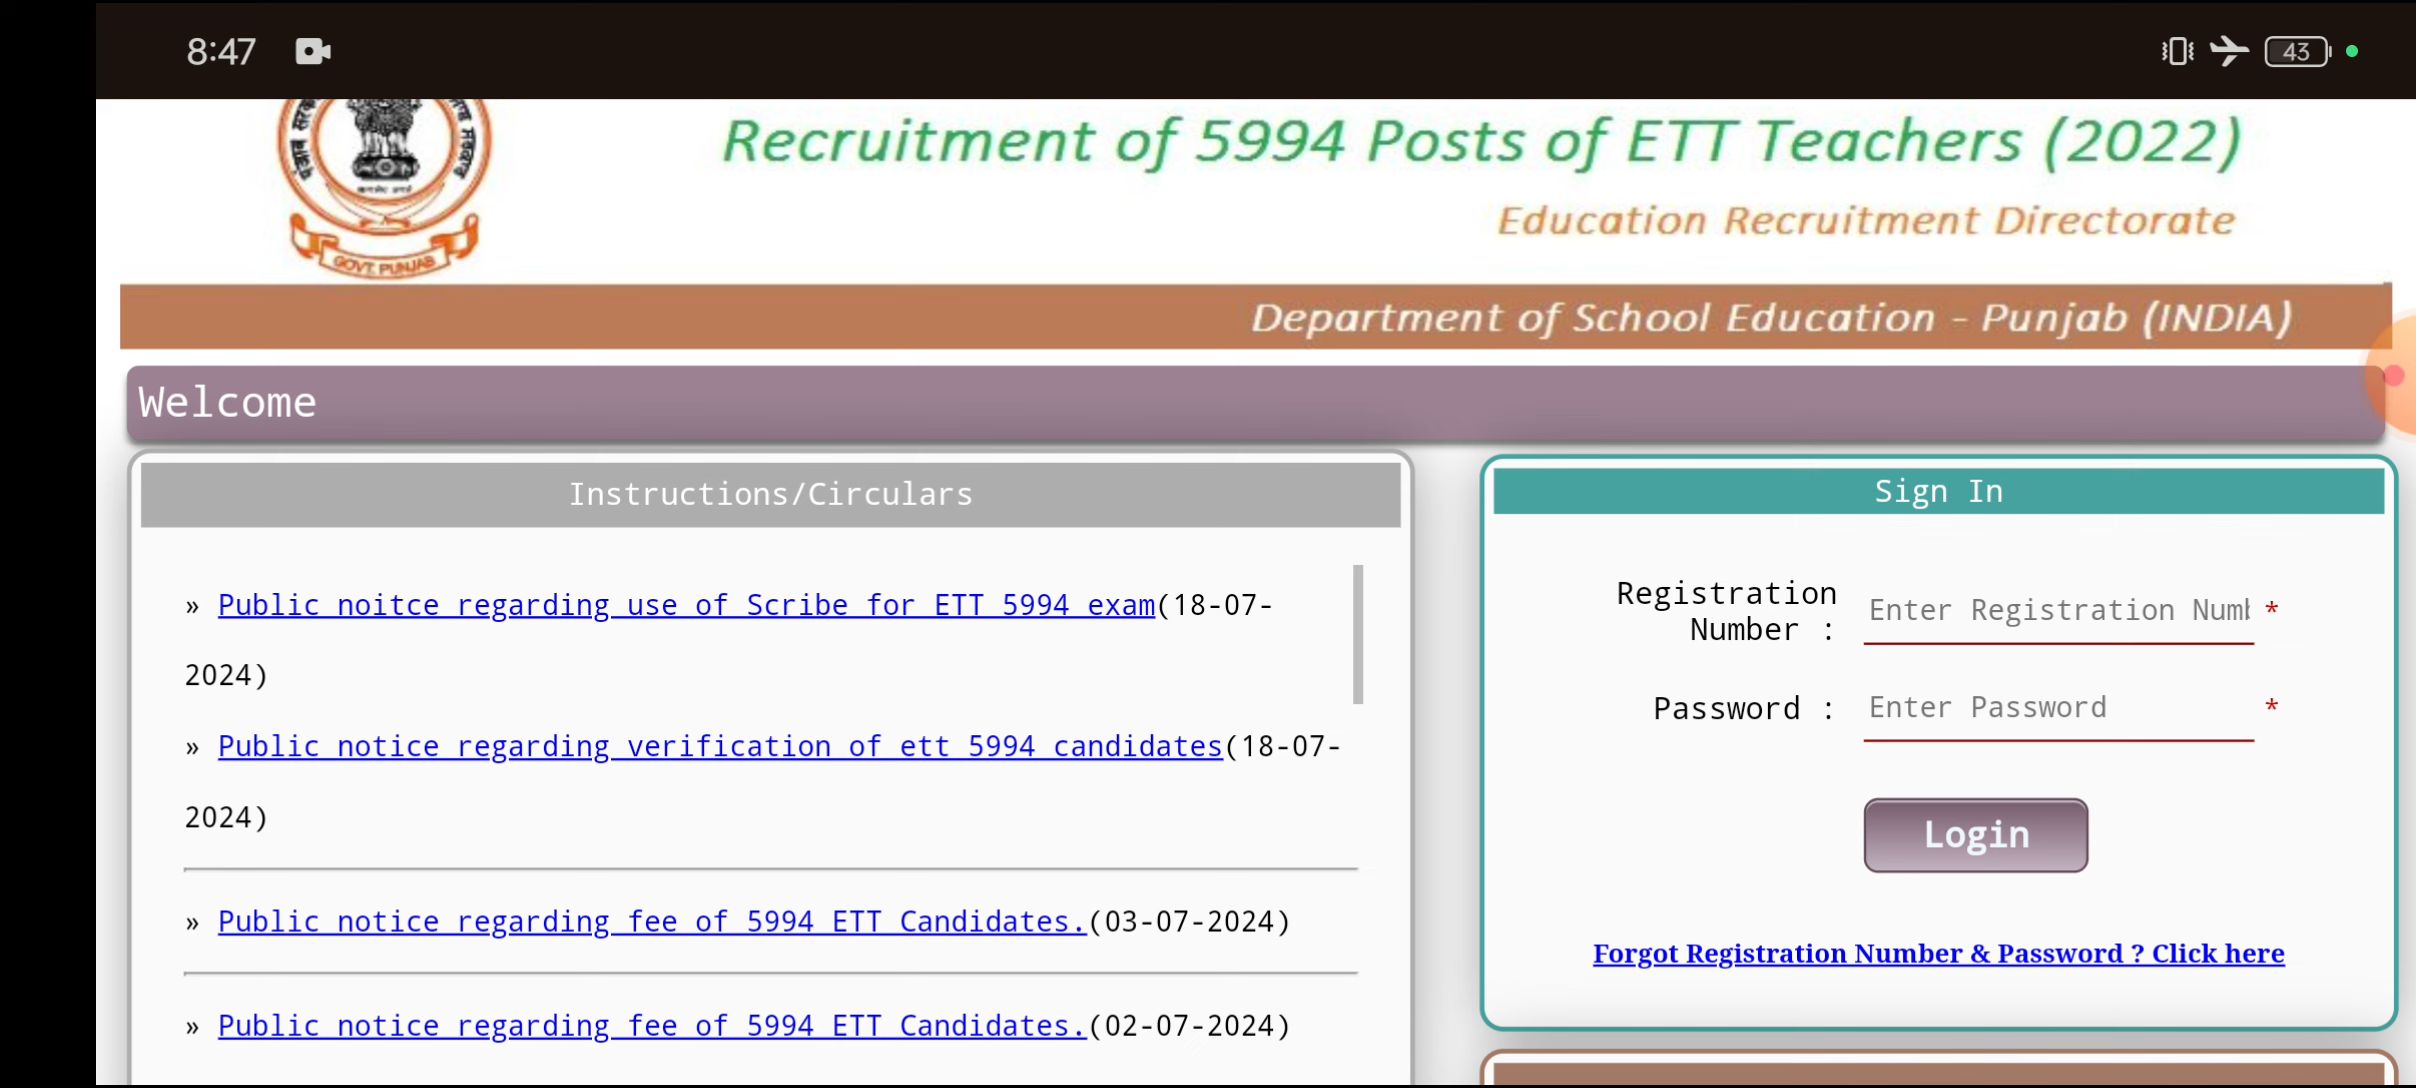 8:47
43
GOVT. PUNJAB
Recruitment of 5994 Posts of ETT Teachers (2022)
Education Recruitment Directorate
Department of School Education - Punjab (INDIA)
Welcome
Instructions/Circulars
» Public noitce regarding use of Scribe for ETT 5994 exam(18-07-
2024)
» Public notice regarding verification of ett 5994 candidates(18-07-
2024)
» Public notice regarding fee of 5994 ETT Candidates.(03-07-2024)
» Public notice regarding fee of 5994 ETT Candidates.(02-07-2024)
Sign In
Registration
Number :
Enter Registration Numb *
Password : Enter Password *
Login
Forgot Registration Number & Password ? Click here